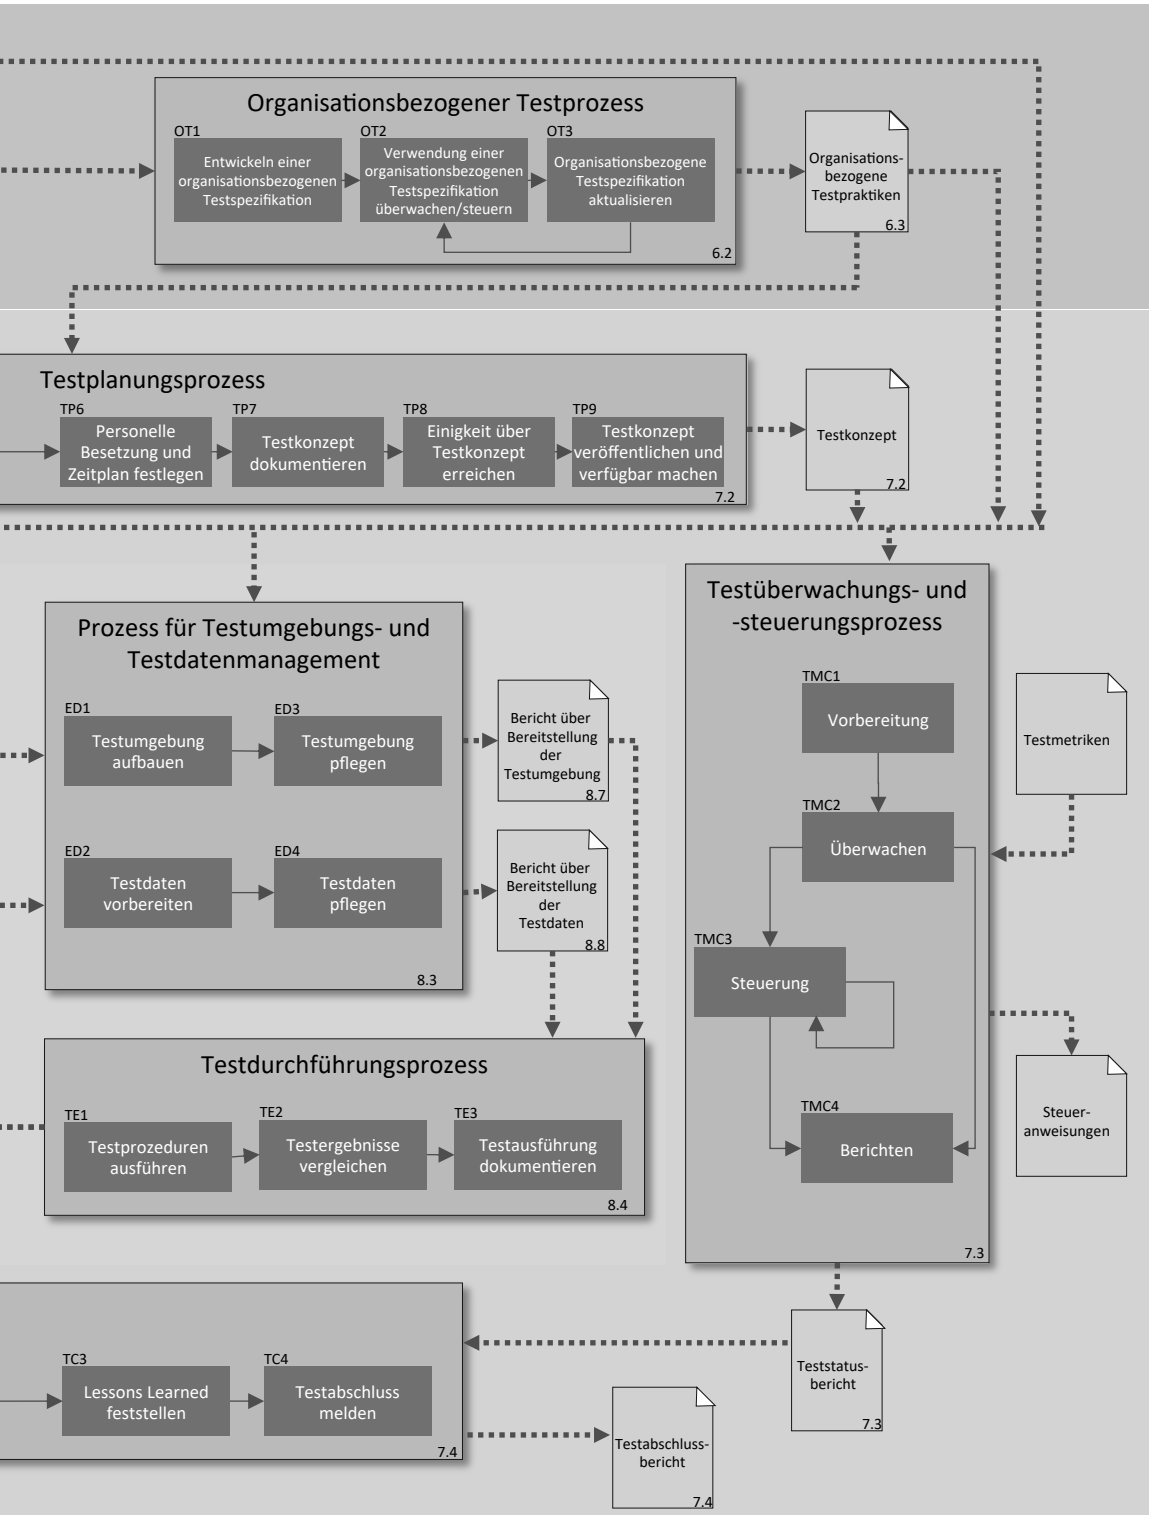 Organisationsbezogener Testprozess
OT1
Entwickeln einer
organisationsbezogenen
Testspezifikation
OT2
Verwendung einer
organisationsbezogenen
Testspezifikation
überwachen/steuern
OT3
Organisationsbezogene
Testspezifikation
aktualisieren
6.2
Organisations-
bezogene
Testpraktiken
6.3
Testplanungsprozess
TP6
Personelle
Besetzung und
Zeitplan festlegen
TP7
Testkonzept
dokumentieren
TP8
Einigkeit über
Testkonzept
erreichen
TP9
Testkonzept
veröffentlichen und
verfügbar machen
7.2
Testkonzept
7.2
Prozess für Testumgebungs- und
Testdatenmanagement
ED1
Testumgebung
aufbauen
ED3
Testumgebung
pflegen
ED2
Testdaten
vorbereiten
ED4
Testdaten
pflegen
8.3
Bericht über
Bereitstellung
der
Testumgebung
8.7
Bericht über
Bereitstellung
der
Testdaten
8.8
Testüberwachungs- und
-steuerungsprozess
TMC1
Vorbereitung
TMC2
Überwachen
TMC3
Steuerung
TMC4
Berichten
7.3
Testmetriken
Steuer-
anweisungen
Testdurchführungsprozess
TE1
Testprozeduren
ausführen
TE2
Testergebnisse
vergleichen
TE3
Testausführung
dokumentieren
8.4
TC3
Lessons Learned
feststellen
TC4
Testabschluss
melden
7.4
Teststatus-
bericht
7.3
Testabschluss-
bericht
7.4